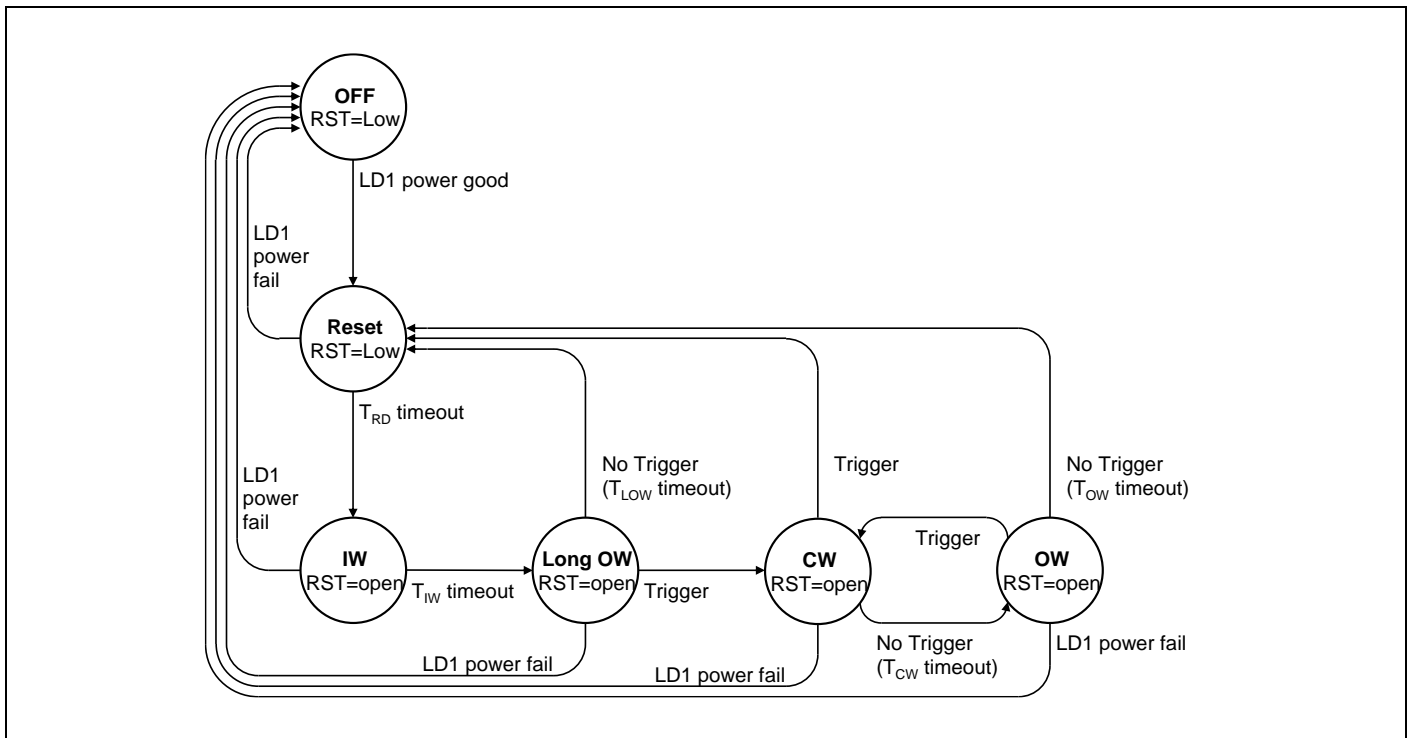 OFF
RST=Low
LD1 power good
LD1
power
fail
Reset
RST=Low
TRD timeout
LD1
power
fail
No Trigger
(TLOW timeout)
Trigger
No Trigger
(TOW timeout)
IW
RST=open
TIW timeout
Long OW
RST=open
Trigger
CW
RST=open
Trigger
OW
RST=open
No Trigger
(TCW timeout)
LD1 power fail
LD1 power fail
LD1 power fail